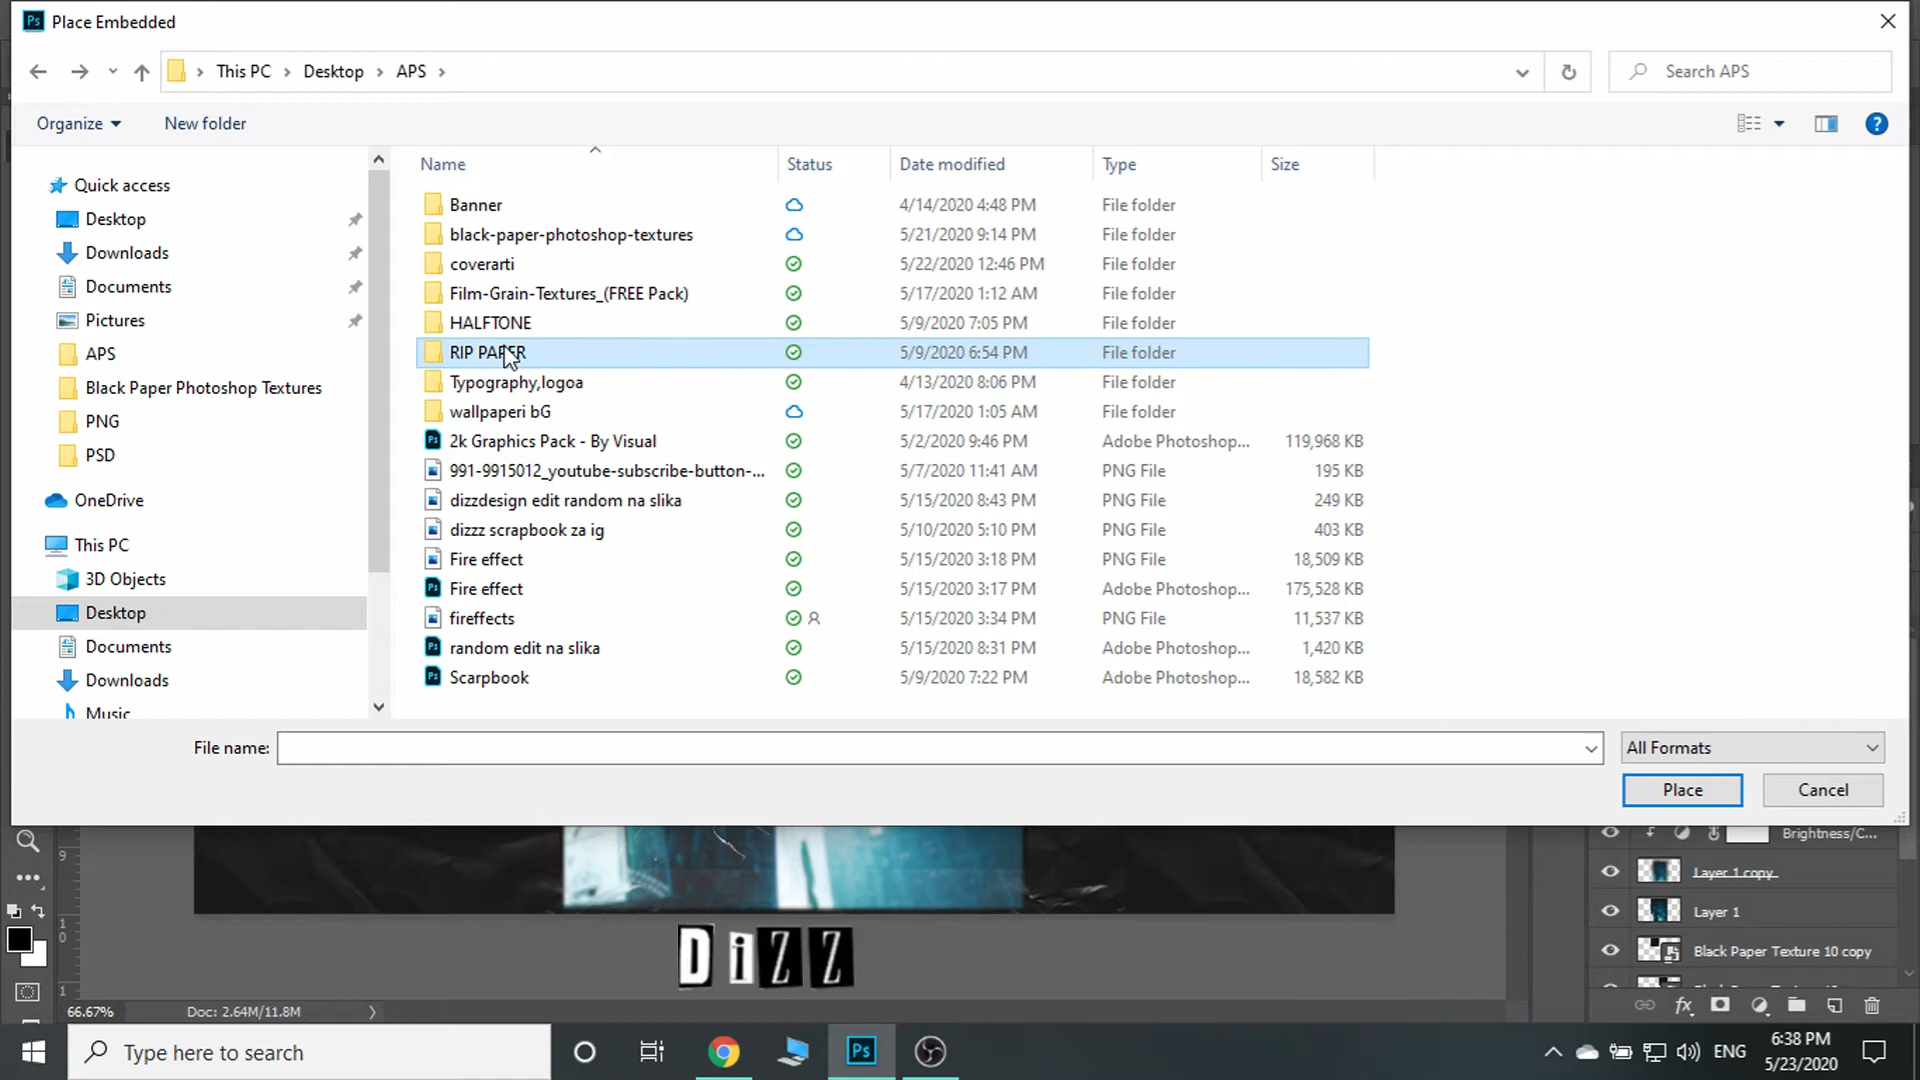 Ps Place Embedded
This PC > Desktop > APS >
Search APS
Organize
New folder
?
Name Status Date modified Type Size
Quick access
Desktop
Downloads
Documents
Pictures
APS
Black Paper Photoshop Textures
PNG
PSD
OneDrive
This PC
3D Objects
Desktop
Documents
Downloads
Music
Banner 4/14/2020 4:48 PM File folder
black-paper-photoshop-textures 5/21/2020 9:14 PM File folder
coverarti 5/22/2020 12:46 PM File folder
Film-Grain-Textures_(FREE Pack) 5/17/2020 1:12 AM File folder
HALFTONE 5/9/2020 7:05 PM File folder
RIP PAPER 5/9/2020 6:54 PM File folder
Typography,logoa 4/13/2020 8:06 PM File folder
wallpaperi bG 5/17/2020 1:05 AM File folder
2k Graphics Pack - By Visual 5/2/2020 9:46 PM Adobe Photoshop... 119,968 KB
991-9915012_youtube-subscribe-button-... 5/7/2020 11:41 AM PNG File 195 KB
dizzdesign edit random na slika 5/15/2020 8:43 PM PNG File 249 KB
dizzz scrapbook za ig 5/10/2020 5:10 PM PNG File 403 KB
Fire effect 5/15/2020 3:18 PM PNG File 18,509 KB
Fire effect 5/15/2020 3:17 PM Adobe Photoshop... 175,528 KB
fireffects 5/15/2020 3:34 PM PNG File 11,537 KB
random edit na slika 5/15/2020 8:31 PM Adobe Photoshop... 1,420 KB
Scarpbook 5/9/2020 7:22 PM Adobe Photoshop... 18,582 KB
File name:
All Formats
Place
Cancel
9
1
0
1
Brightness/C...
Layer 1 copy
Layer 1
Black Paper Texture 10 copy
DiZZ
66.67% Doc: 2.64M/11.8M
fx
Type here to search
Ps
ENG
6:38 PM
5/23/2020